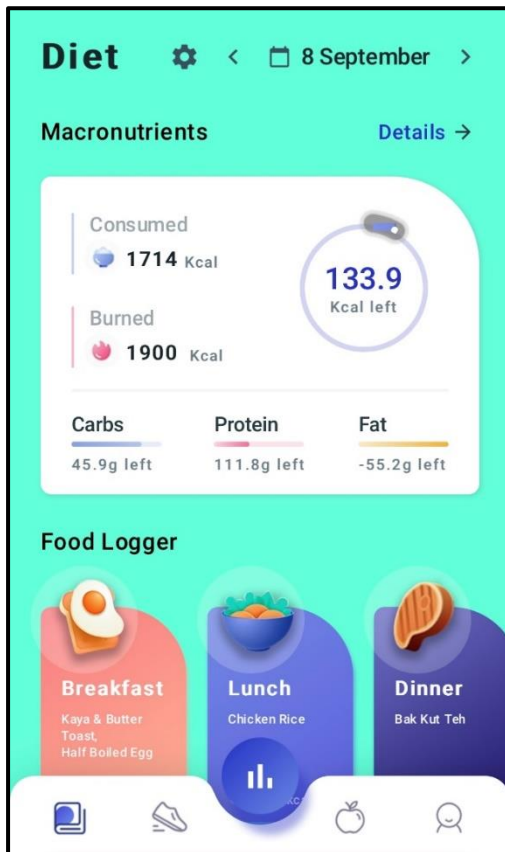 Diet
8 September
Macronutrients
Details
Consumed
1714 Kcal
133.9
Kcal left
Burned
1900 Kcal
Carbs
Protein
Fat
45.9g left
111.8g left
-55.2g left
Food Logger
Breakfast
Kaya & Butter
Toast,
Half Boiled Egg
Lunch
Chicken Rice
Dinner
Bak Kut Teh